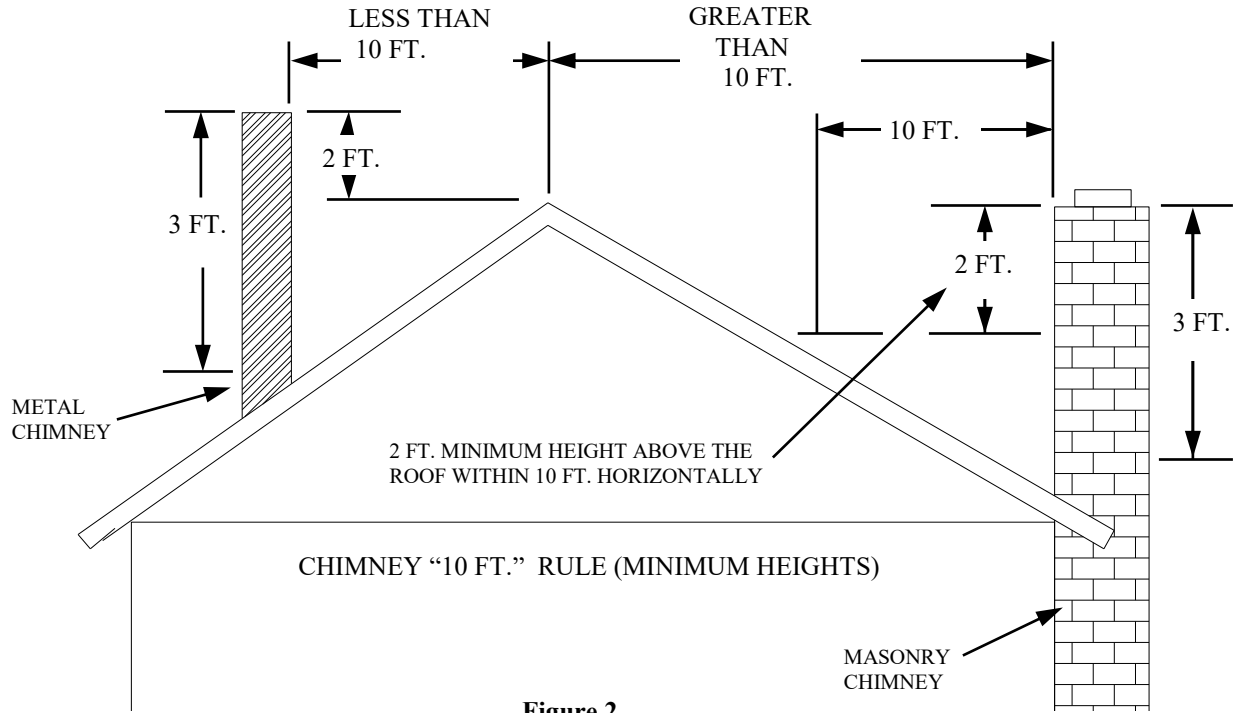 LESS THAN
10 FT.
GREATER
THAN
10 FT.
10 FT.
2 FT.
3 FT.
2 FT.
3 FT.
METAL
CHIMNEY
2 FT. MINIMUM HEIGHT ABOVE THE
ROOF WITHIN 10 FT. HORIZONTALLY
CHIMNEY “10 FT.” RULE (MINIMUM HEIGHTS)
MASONRY
CHIMNEY
Figure 2